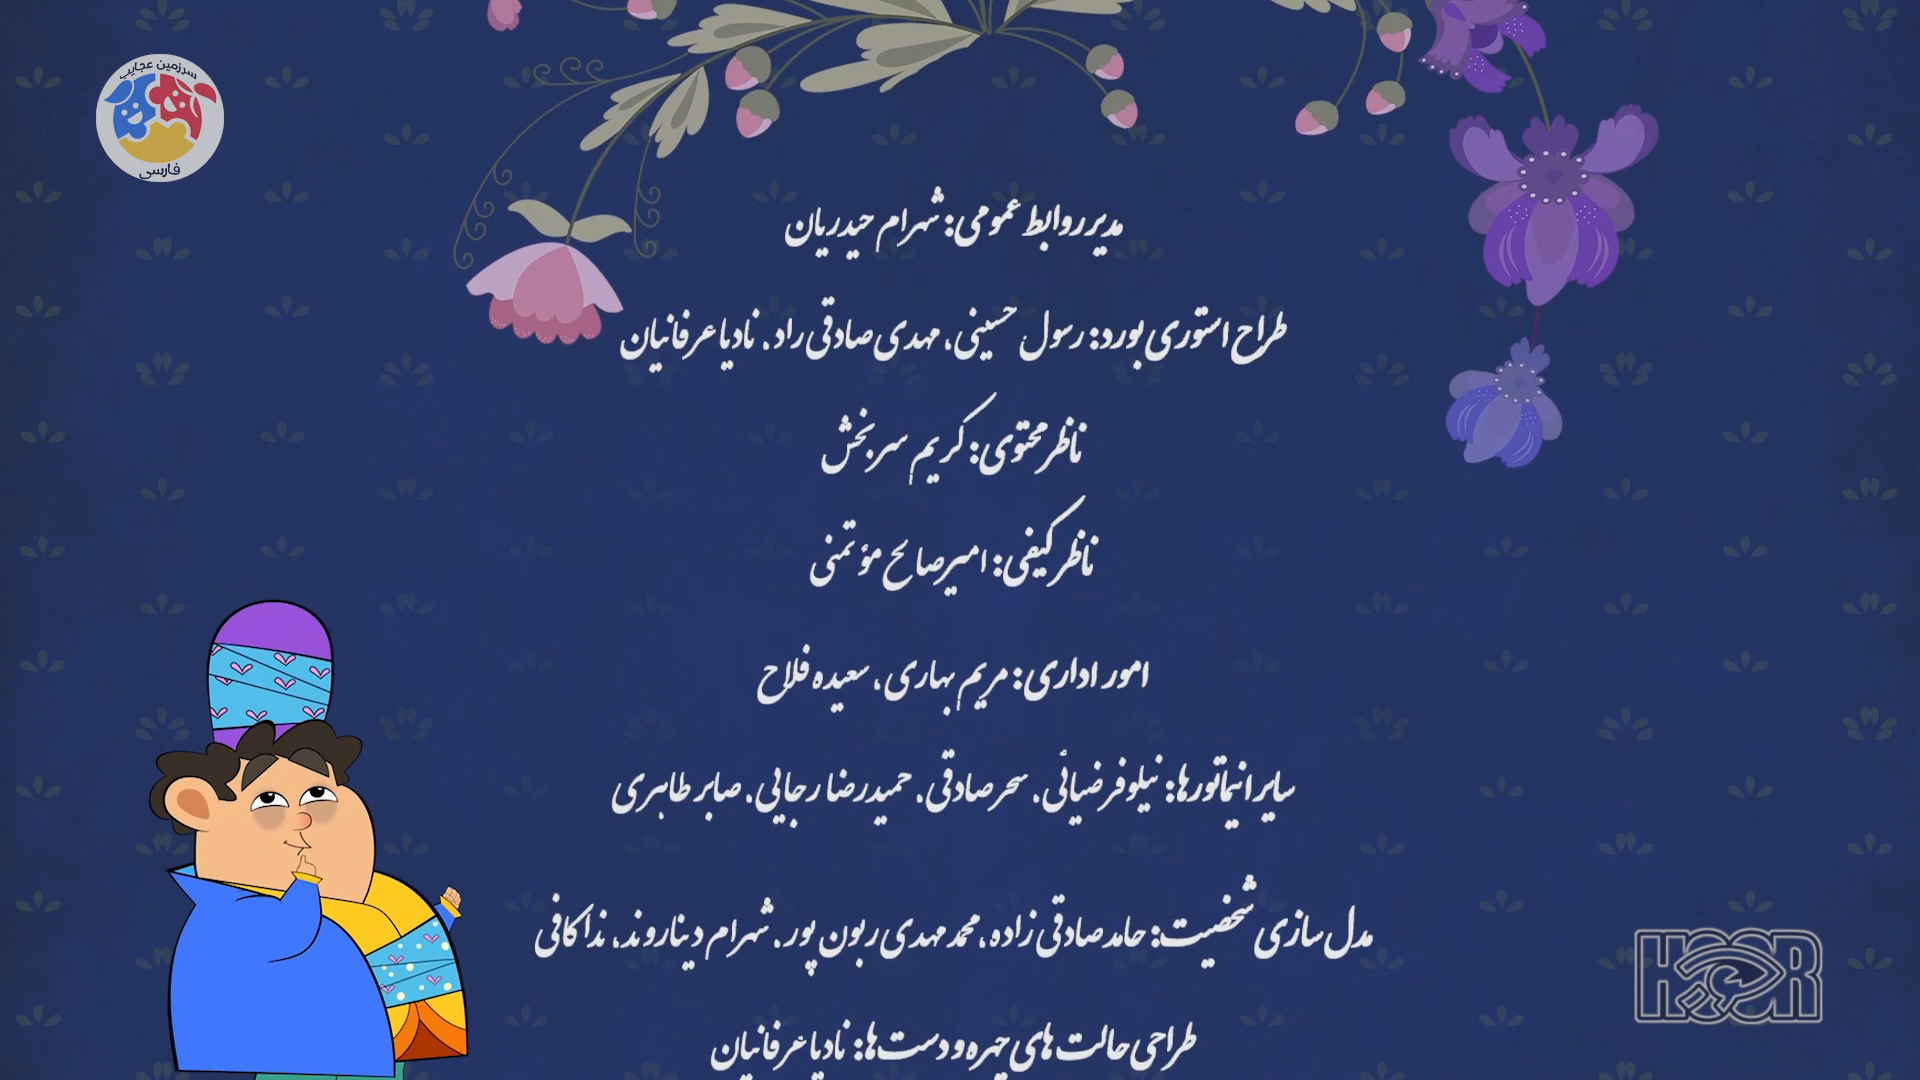 سرزمین عجایب
فارسی
مدیر روابط عمومی: شهرام حیدریان
طراح استوری بورد: رسول حسینی، مهدی صادقی راد، نادیا عرفانیان
ناظر محتوی: کریم سربخش
ناظر کیفی: امیرصالح مؤتمنی
امور اداری: مریم بهاری، سعیده فلاح
سایر انیماتورها: نیلوفر ضیائی، سحر صادقی، حمیدرضا رجایی، صابر طاهری
مدل سازی شخصیت: حامد صادقی زاده، محمد مهدی ربون پور، شهرام دیناروند، ندا کافی
طراحی حالت های چهره و دست‌ها: نادیا عرفانیان
HOOR